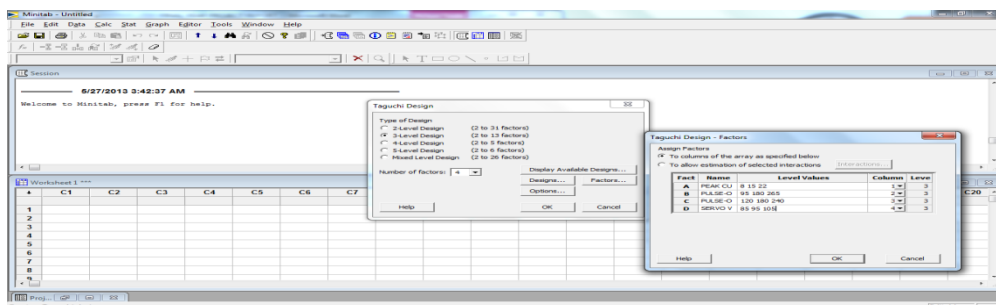 Minitab - Untitled
File Edit Data Calc Stat Graph Editor Tools Window Help
Session
5/27/2013 3:42:37 AM
Welcome to Minitab, press F1 for help.
Taguchi Design
Type of Design
2-Level Design (2 to 31 factors)
3-Level Design (2 to 13 factors)
4-Level Design (2 to 5 factors)
5-Level Design (2 to 6 factors)
Mixed Level Design (2 to 26 factors)
Number of factors: 4
Display Available Designs...
Designs... Factors...
Options...
Help OK Cancel
Taguchi Design - Factors
Assign Factors
To columns of the array as specified below
To allow estimation of selected interactions Interactions...
Fact Name Level Values Column Leve
A PEAK CU 8 15 22 1 3
B PULSE-O 95 180 265 2 3
C PULSE-O 120 180 240 3 3
D SERVO V 85 95 105 4 3
Help OK Cancel
Worksheet 1 ***
C1 C2 C3 C4 C5 C6 C7 C20
1
2
3
4
5
6
7
8
9
Proj...